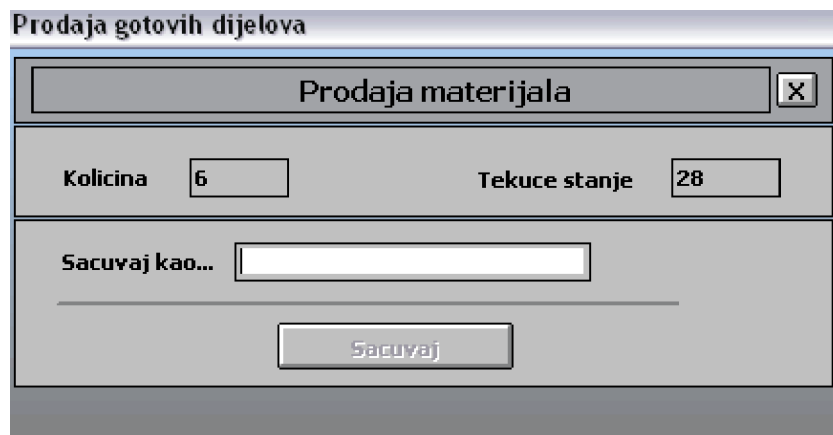 Prodaja gotovih dijelova
Prodaja materijala X
Kolicina 6 Tekuce stanje 28
Sacuvaj kao...
Sacuvaj